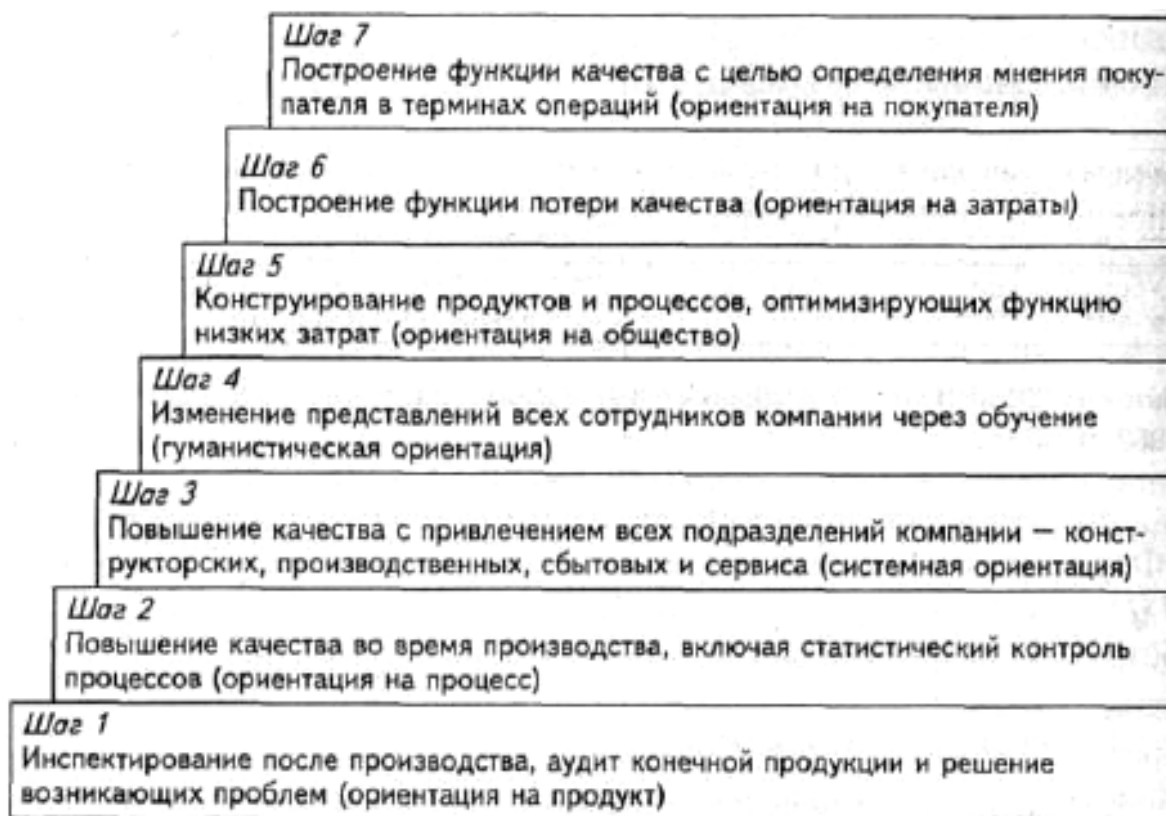 Шаг 7
Построение функции качества с целью определения мнения поку-
пателя в терминах операций (ориентация на покупателя)
Шаг 6
Построение функции потери качества (ориентация на затраты)
Шаг 5
Конструирование продуктов и процессов, оптимизирующих функцию
низких затрат (ориентация на общество)
Шаг 4
Изменение представлений всех сотрудников компании через обучение
(гуманистическая ориентация)
Шаг 3
Повышение качества с привлечением всех подразделений компании — конст-
рукторских, производственных, сбытовых и сервиса (системная ориентация)
Шаг 2
Повышение качества во время производства, включая статистический контроль
процессов (ориентация на процесс)
Шаг 1
Инспектирование после производства, аудит конечной продукции и решение
возникающих проблем (ориентация на продукт)